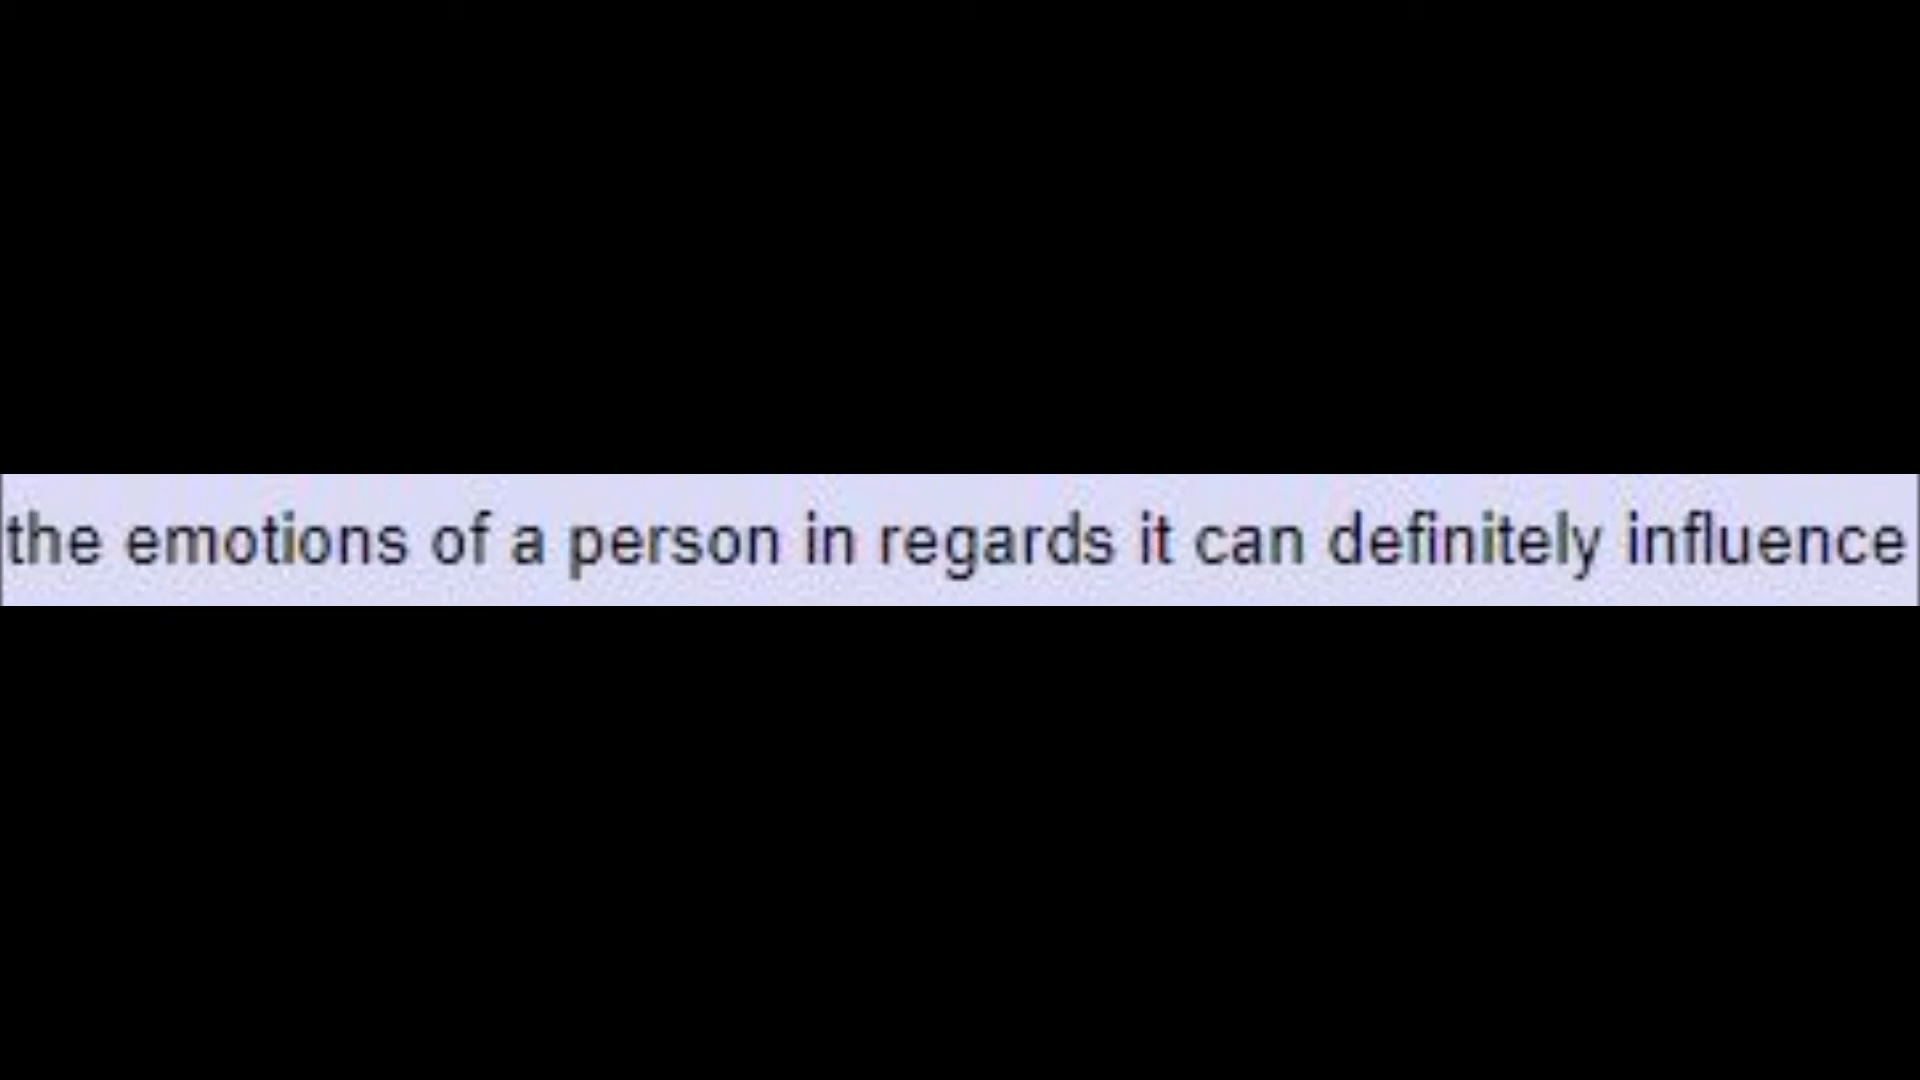 the emotions of a person in regards it can definitely influence